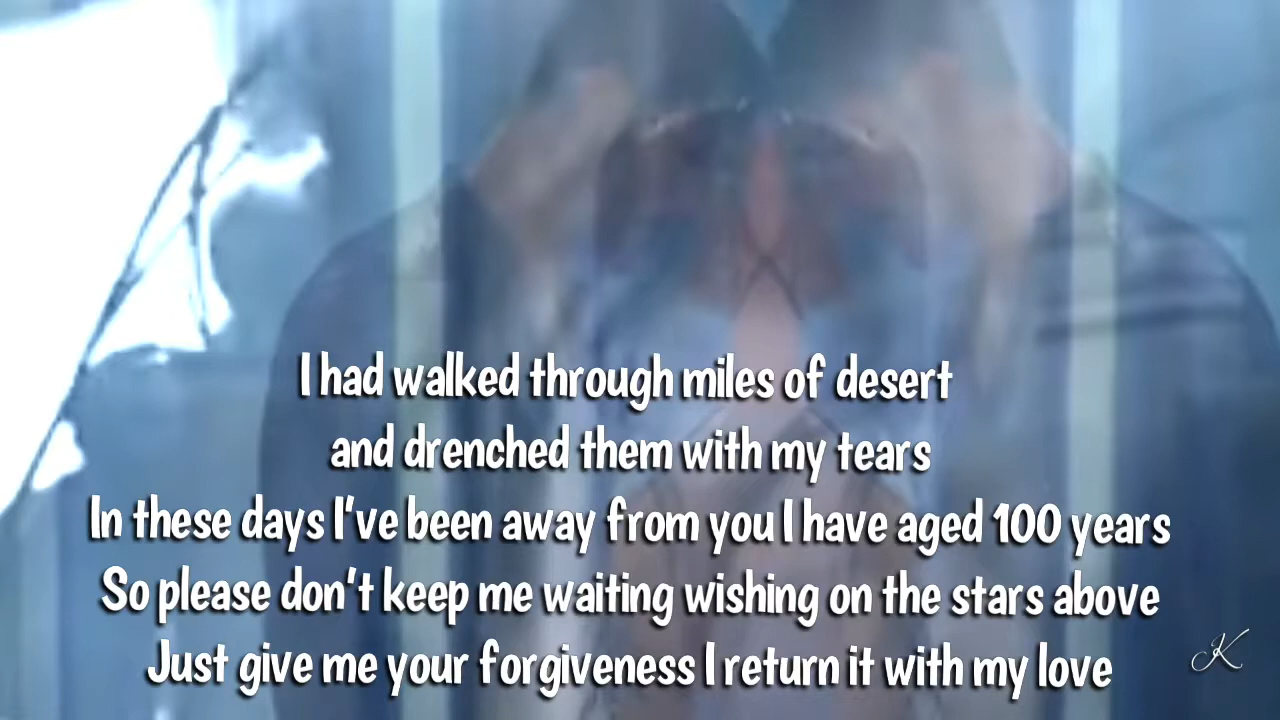 I had walked through miles of desert
and drenched them with my tears
In these days I've been away from you I have aged 100 years
So please don't keep me waiting wishing on the stars above
Just give me your forgiveness I return it with my love
K